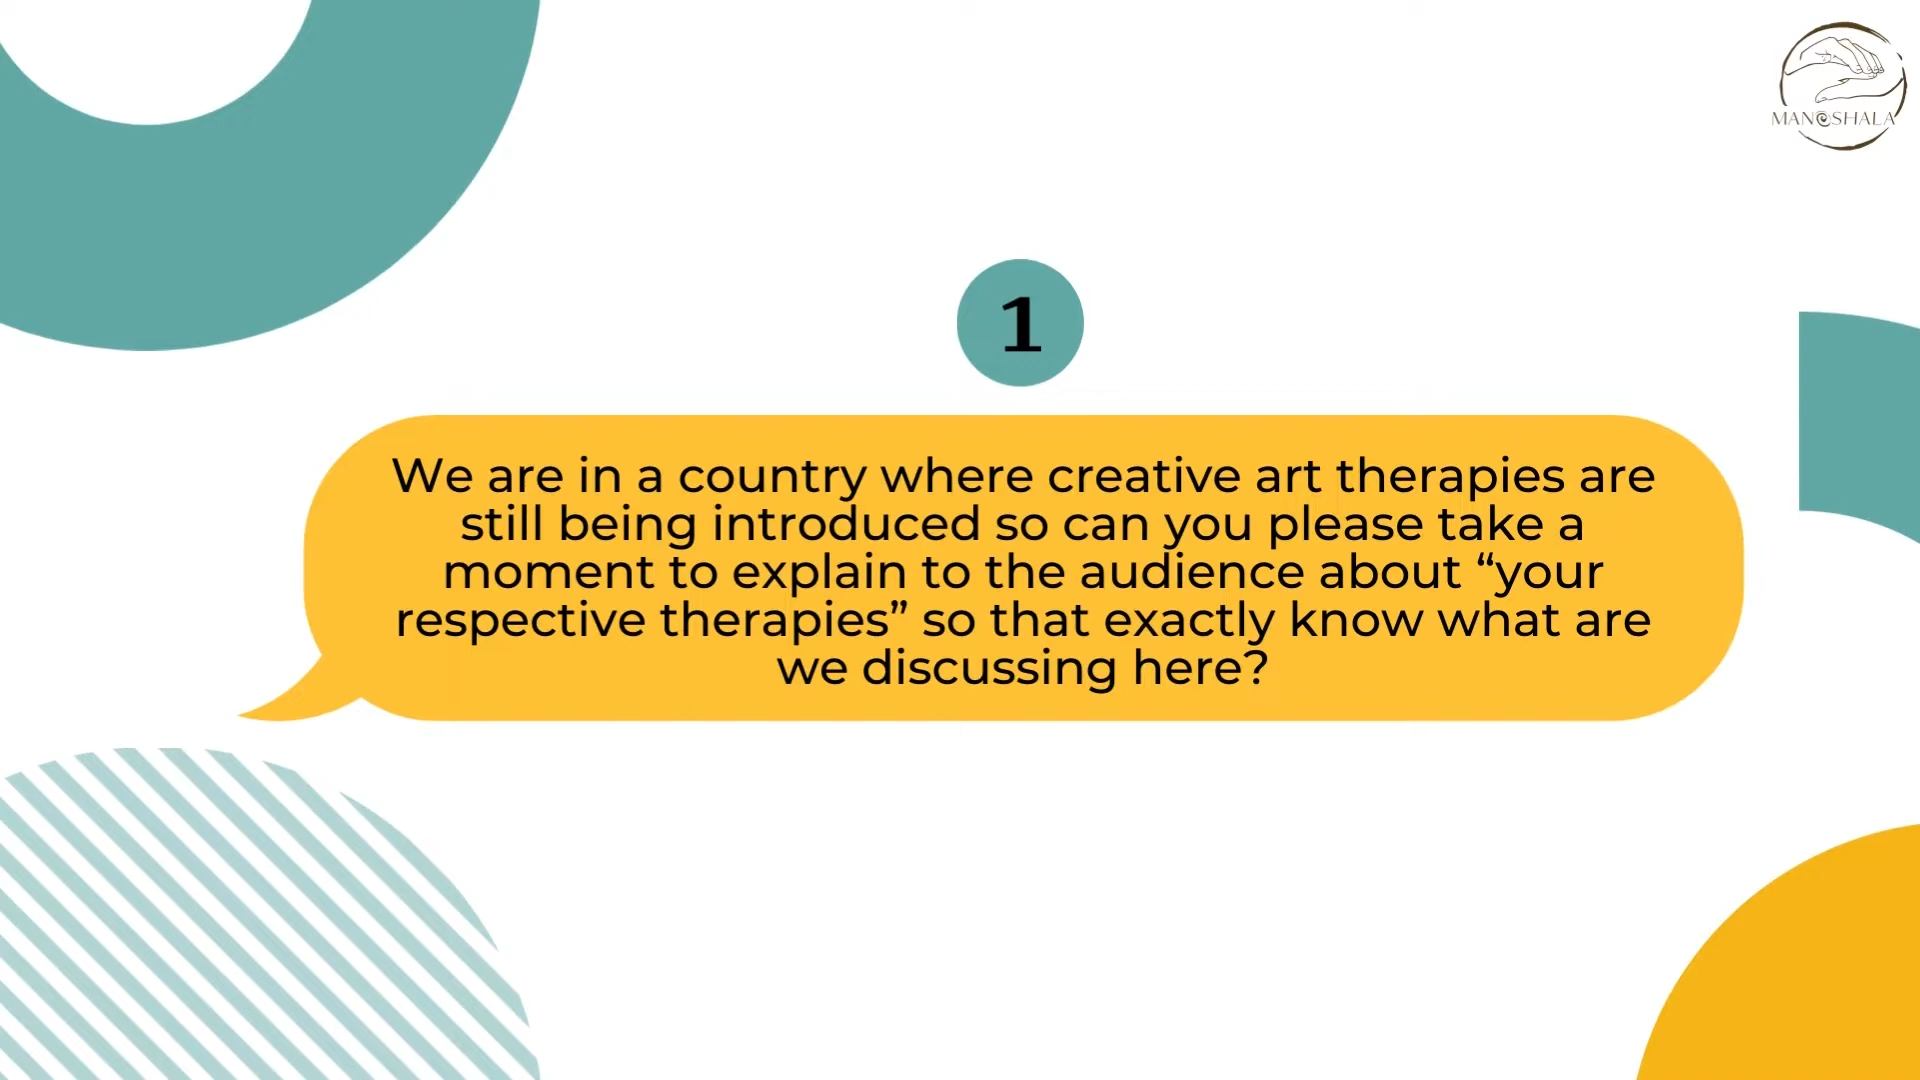 MANOSHALA
1
We are in a country where creative art therapies are
still being introduced so can you please take a
moment to explain to the audience about “your
respective therapies” so that exactly know what are
we discussing here?